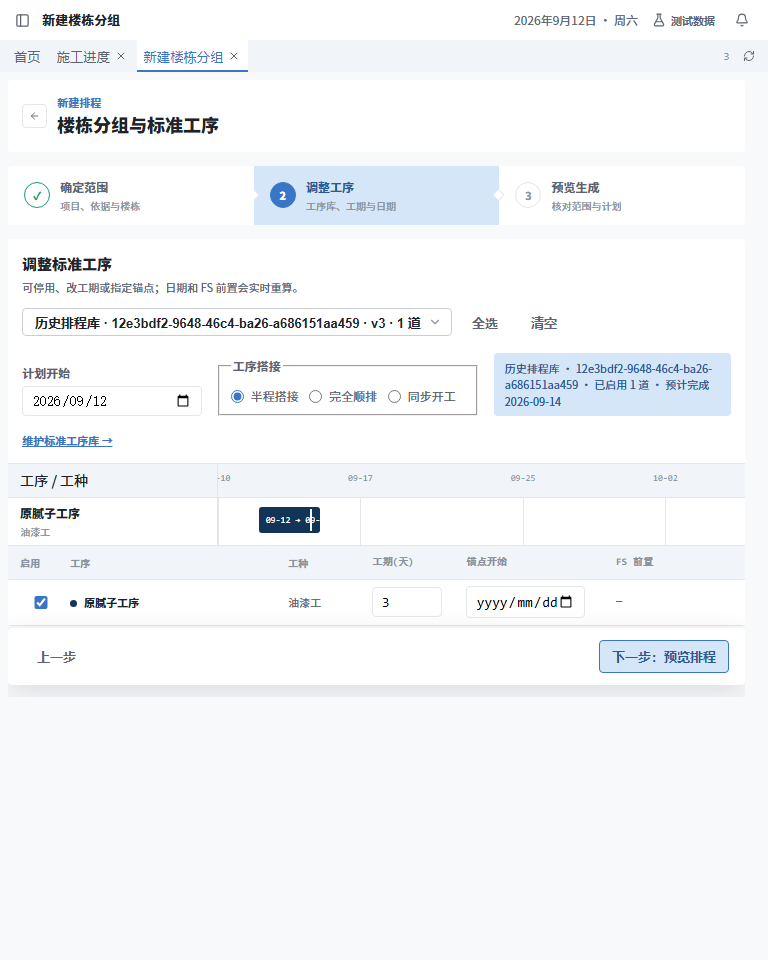 新建楼栋分组
2026年9月12日 • 周六
测试数据
首页
施工进度 ×
新建楼栋分组 ×
3
新建排程
楼栋分组与标准工序
确定范围
项目、依据与楼栋
2
调整工序
工序库、工期与日期
3
预览生成
核对范围与计划
调整标准工序
可停用、改工期或指定锚点；日期和 FS 前置会实时重算。
历史排程库 · 12e3bdf2-9648-46c4-ba26-a686151aa459 · v3 · 1 道
全选
清空
计划开始
2026/09/12
工序搭接
半程搭接
完全顺排
同步开工
历史排程库 • 12e3bdf2-9648-46c4-ba26-
a686151aa459 • 已启用 1 道 • 预计完成
2026-09-14
维护标准工序库 →
工序 / 工种
-10
09-17
09-25
10-02
原腻子工序
油漆工
09-12 → 09-
启用
工序
工种
工期(天)
锚点开始
FS 前置
原腻子工序
油漆工
3
yyyy/mm/dd
—
上一步
下一步：预览排程